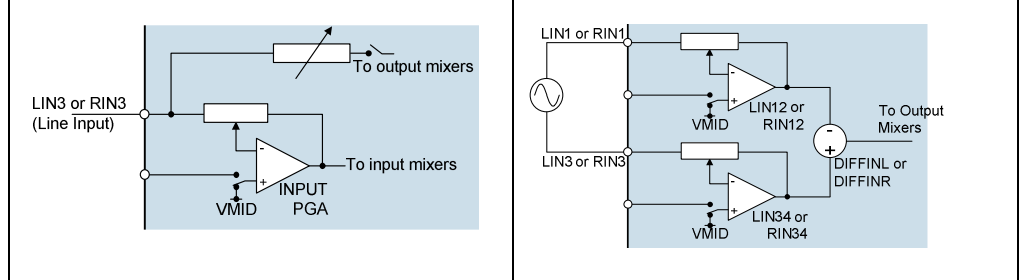 To output mixers
LIN3 or RIN3
(Line Input)
-
To input mixers
+
INPUT
PGA
VMID
LIN1 or RIN1
-
+
LIN12 or
RIN12
VMID
To Output
Mixers
-
+
DIFFINL or
DIFFINR
LIN3 or RIN3
-
+
LIN34 or
RIN34
VMID